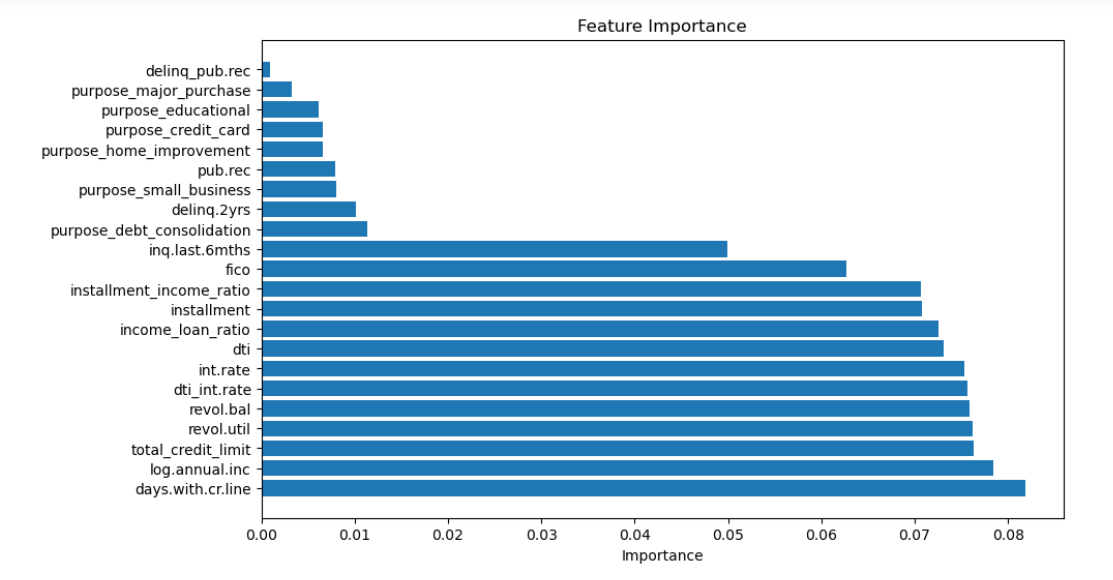 Feature Importance
delinq_pub.rec
purpose_major_purchase
purpose_educational
purpose_credit_card
purpose_home_improvement
pub.rec
purpose_small_business
delinq.2yrs
purpose_debt_consolidation
inq.last.6mths
fico
installment_income_ratio
installment
income_loan_ratio
dti
int.rate
dti_int.rate
revol.bal
revol.util
total_credit_limit
log.annual.inc
days.with.cr.line
0.00 0.01 0.02 0.03 0.04 0.05 0.06 0.07 0.08
Importance